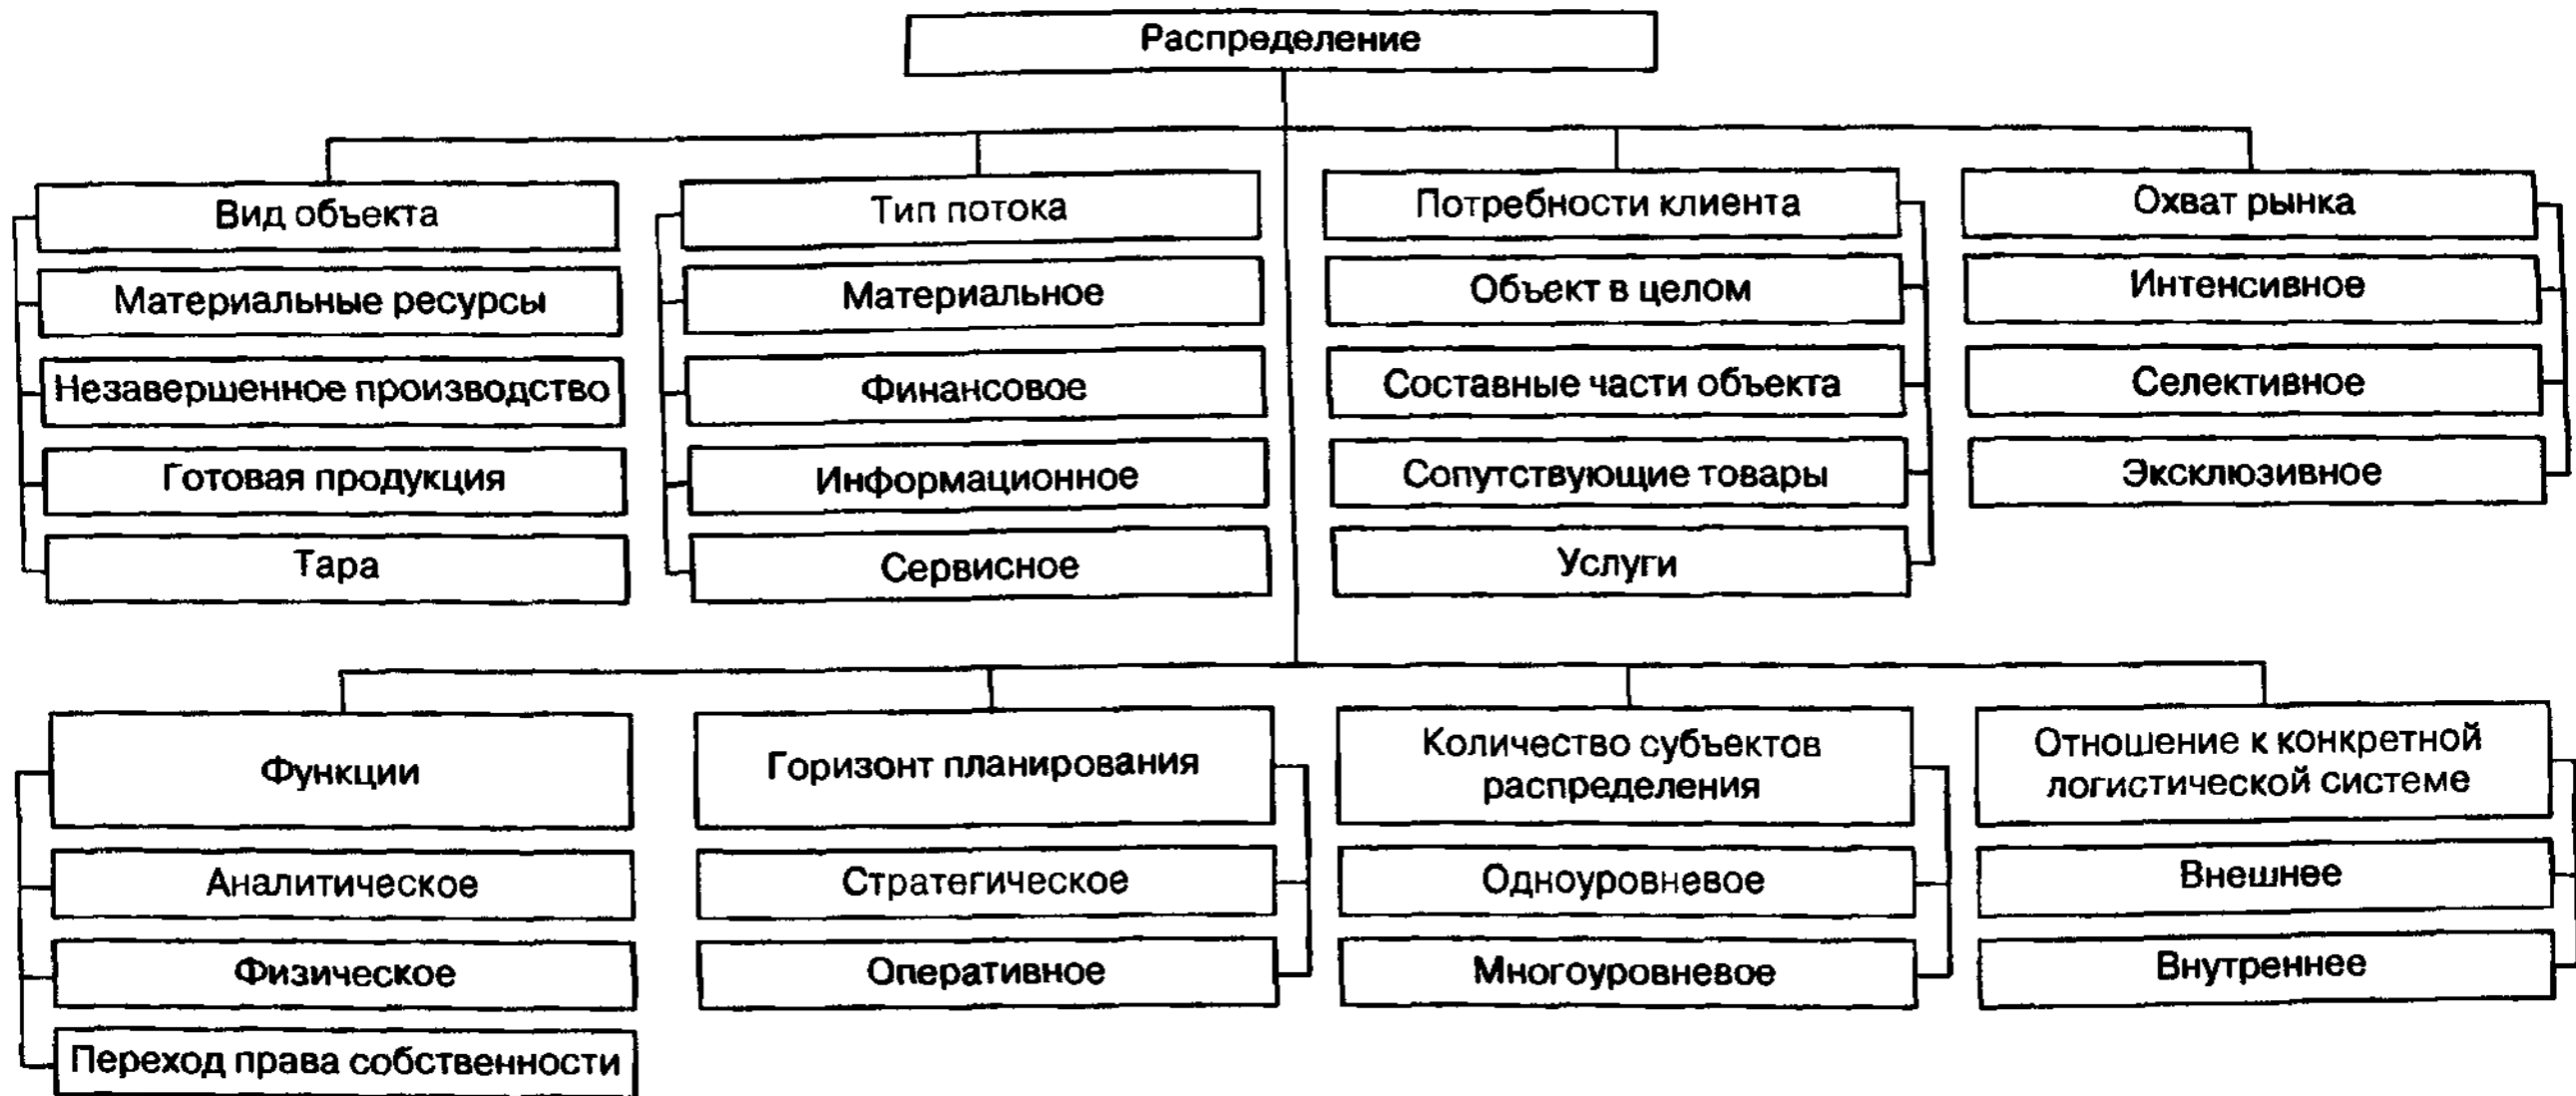 Распределение
Вид объекта
Материальные ресурсы
Незавершенное производство
Готовая продукция
Тара
Тип потока
Материальное
Финансовое
Информационное
Сервисное
Потребности клиента
Объект в целом
Составные части объекта
Сопутствующие товары
Услуги
Охват рынка
Интенсивное
Селективное
Эксклюзивное
Функции
Аналитическое
Физическое
Переход права собственности
Горизонт планирования
Стратегическое
Оперативное
Количество субъектов
распределения
Одноуровневое
Многоуровневое
Отношение к конкретной
логистической системе
Внешнее
Внутреннее